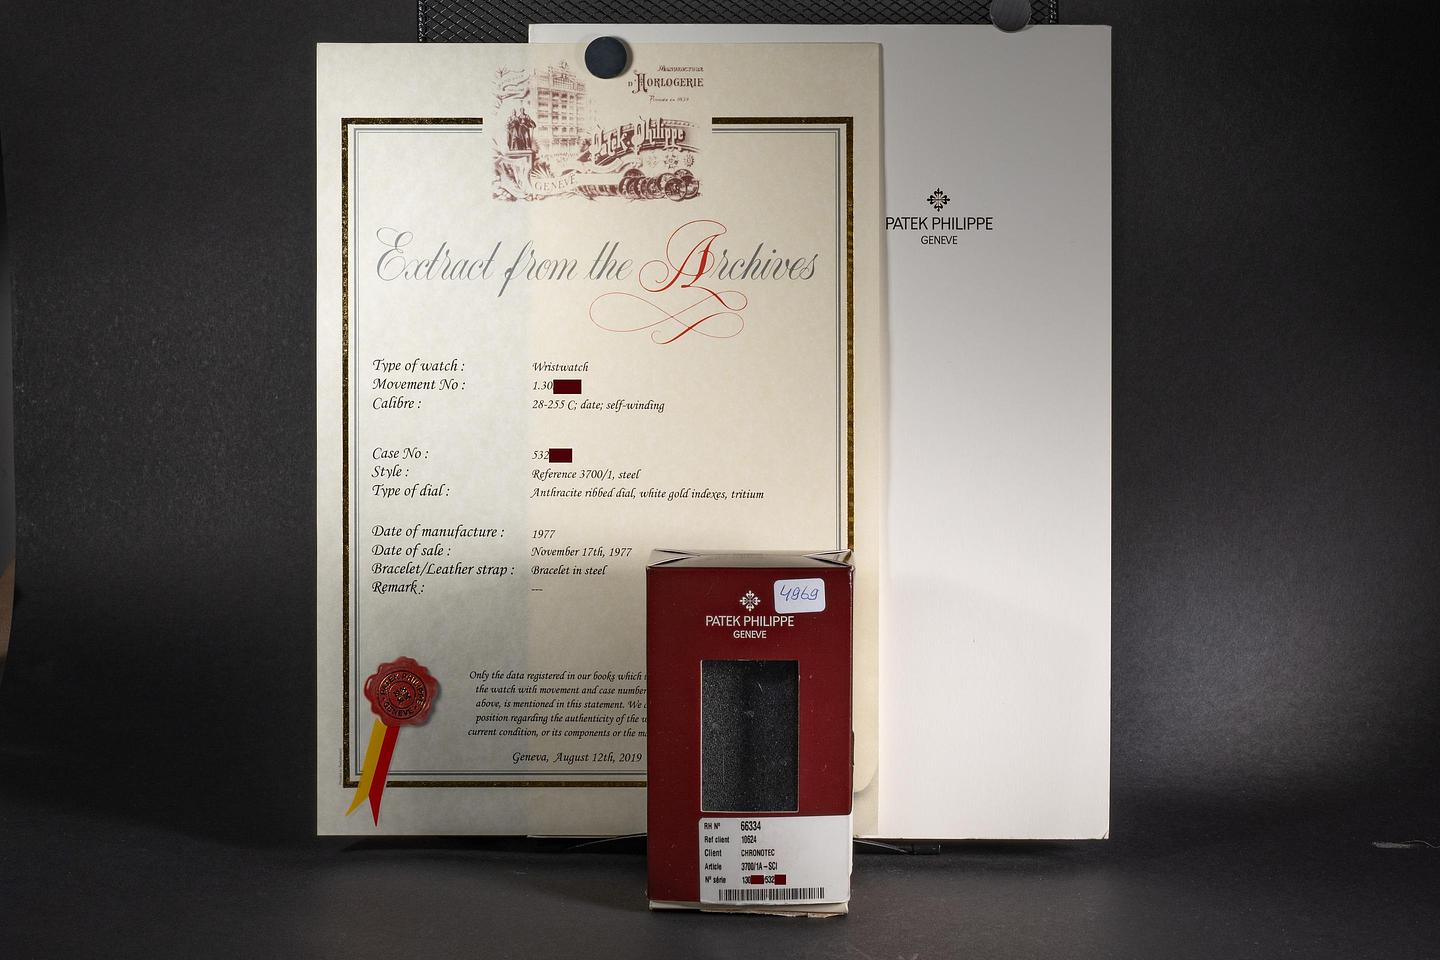 Manufacture
d'Horlogerie
Fondée en 1839
Patek Philippe
GENÈVE
Extract from the Archives
Type of watch : Wristwatch
Movement No : 1.30
Calibre : 28-255 C; date; self-winding
Case No : 532
Style : Reference 3700/1, steel
Type of dial : Anthracite ribbed dial, white gold indexes, tritium
Date of manufacture : 1977
Date of sale : November 17th, 1977
Bracelet/Leather strap : Bracelet in steel
Remark : ---
Only the data registered in our books which
the watch with movement and case number
above, is mentioned in this statement. We
position regarding the authenticity of the
current condition, or its components or the
Geneva, August 12th, 2019
PATEK PHILIPPE
GENEVE
PATEK PHILIPPE
GENEVE
4969
PATEK PHILIPPE
GENEVE
RH N° 66334
Ref client 10624
Client CHRONOTEC
Article 3700/1A-SCI
N° série 130 532